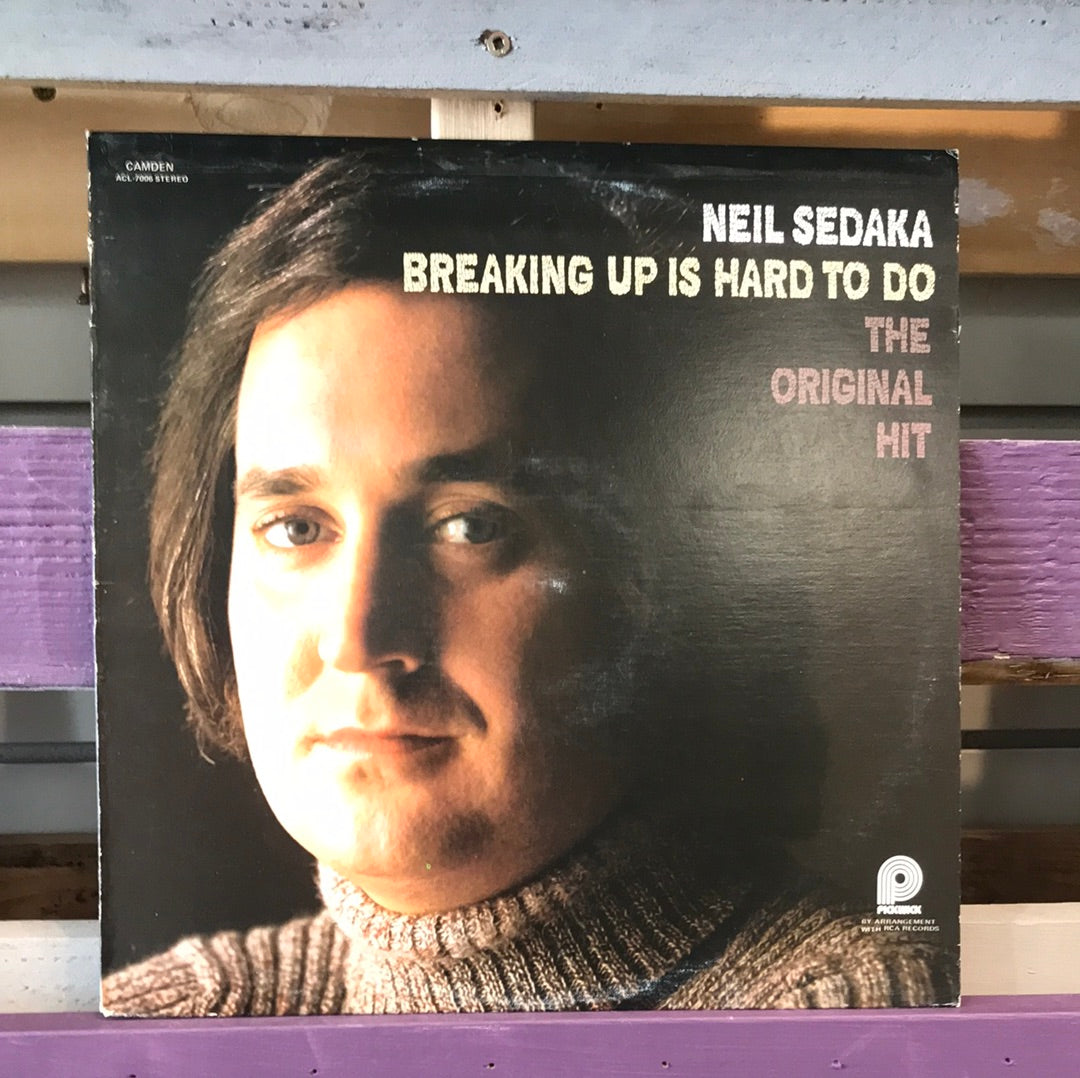 CAMDEN
ACL-7006 STEREO
NEIL SEDAKA
BREAKING UP IS HARD TO DO
THE
ORIGINAL
HIT
PICKWICK
BY ARRANGEMENT
WITH RCA RECORDS